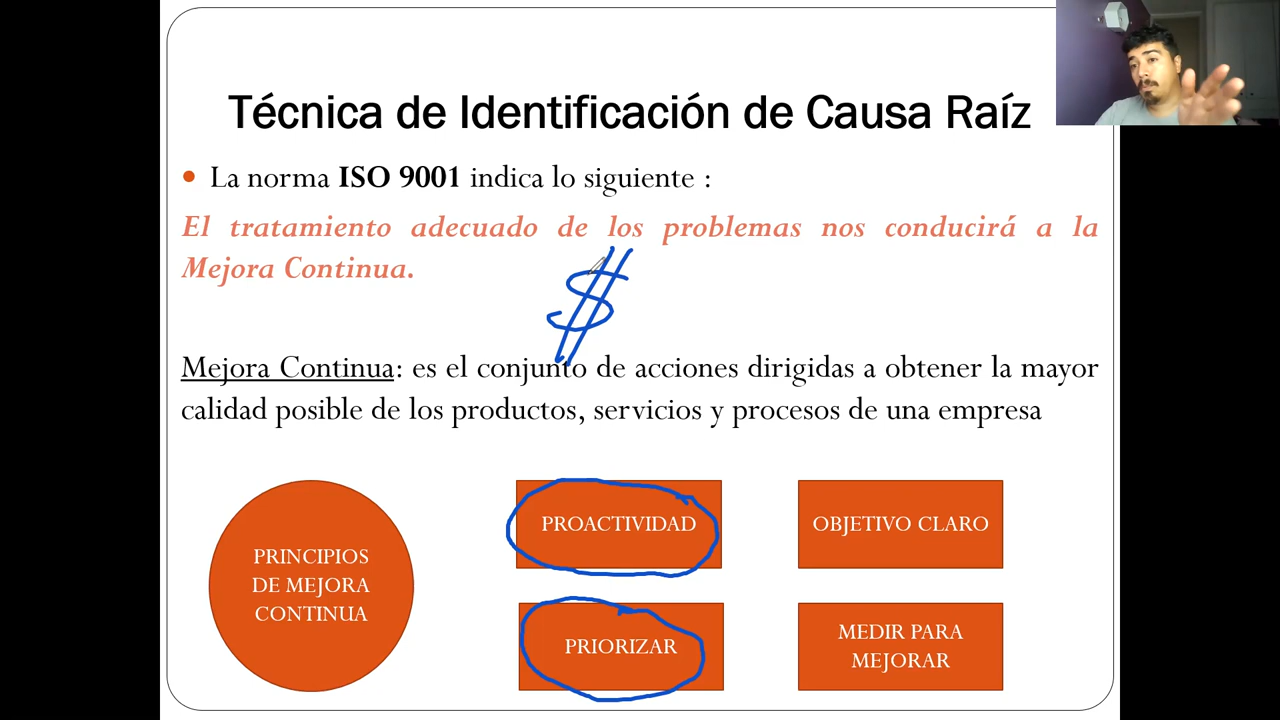 Técnica de Identificación de Causa Raíz
La norma ISO 9001 indica lo siguiente :
El tratamiento adecuado de los problemas nos conducirá a la
Mejora Continua.
$
Mejora Continua: es el conjunto de acciones dirigidas a obtener la mayor
calidad posible de los productos, servicios y procesos de una empresa
PRINCIPIOS
DE MEJORA
CONTINUA
PROACTIVIDAD
OBJETIVO CLARO
PRIORIZAR
MEDIR PARA
MEJORAR